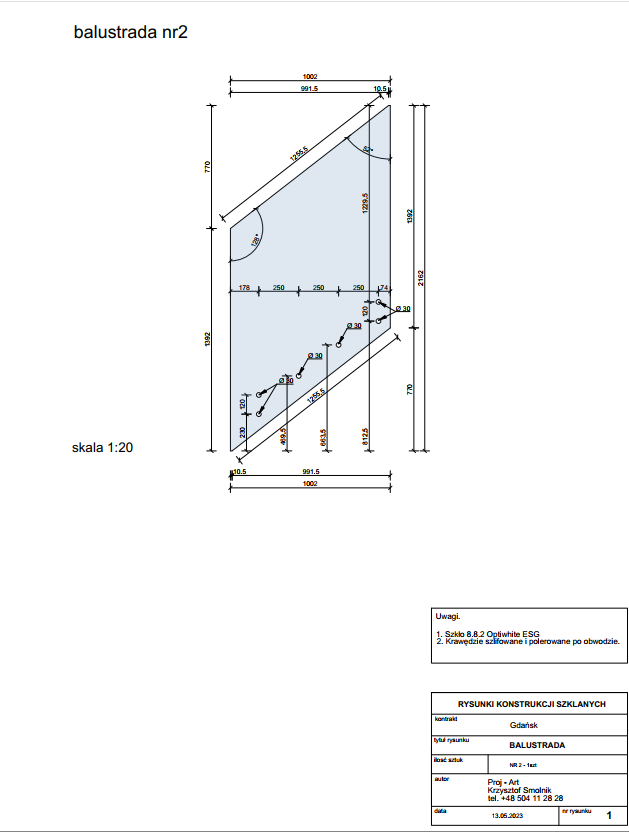 balustrada nr2
1002
991.5
10.5
1255.5
770
1229.5
1392
128°
2162
178 250 250 250 74
120
Ø 30
Ø 30
1392
Ø 30
Ø 30
1255.5
770
120
230
469.5
663.5
812.5
skala 1:20
10.5
991.5
1002
Uwagi.
1. Szkło 8.8.2 Optiwhite ESG
2. Krawędzie szlifowane i polerowane po obwodzie.
RYSUNKI KONSTRUKCJI SZKLANYCH
kontrakt
Gdańsk
tytuł rysunku
BALUSTRADA
ilość sztuk
NR 2 - 1szt
autor
Proj - Art
Krzysztof Smolnik
tel. +48 504 11 28 28
data
13.05.2023
nr rysunku
1